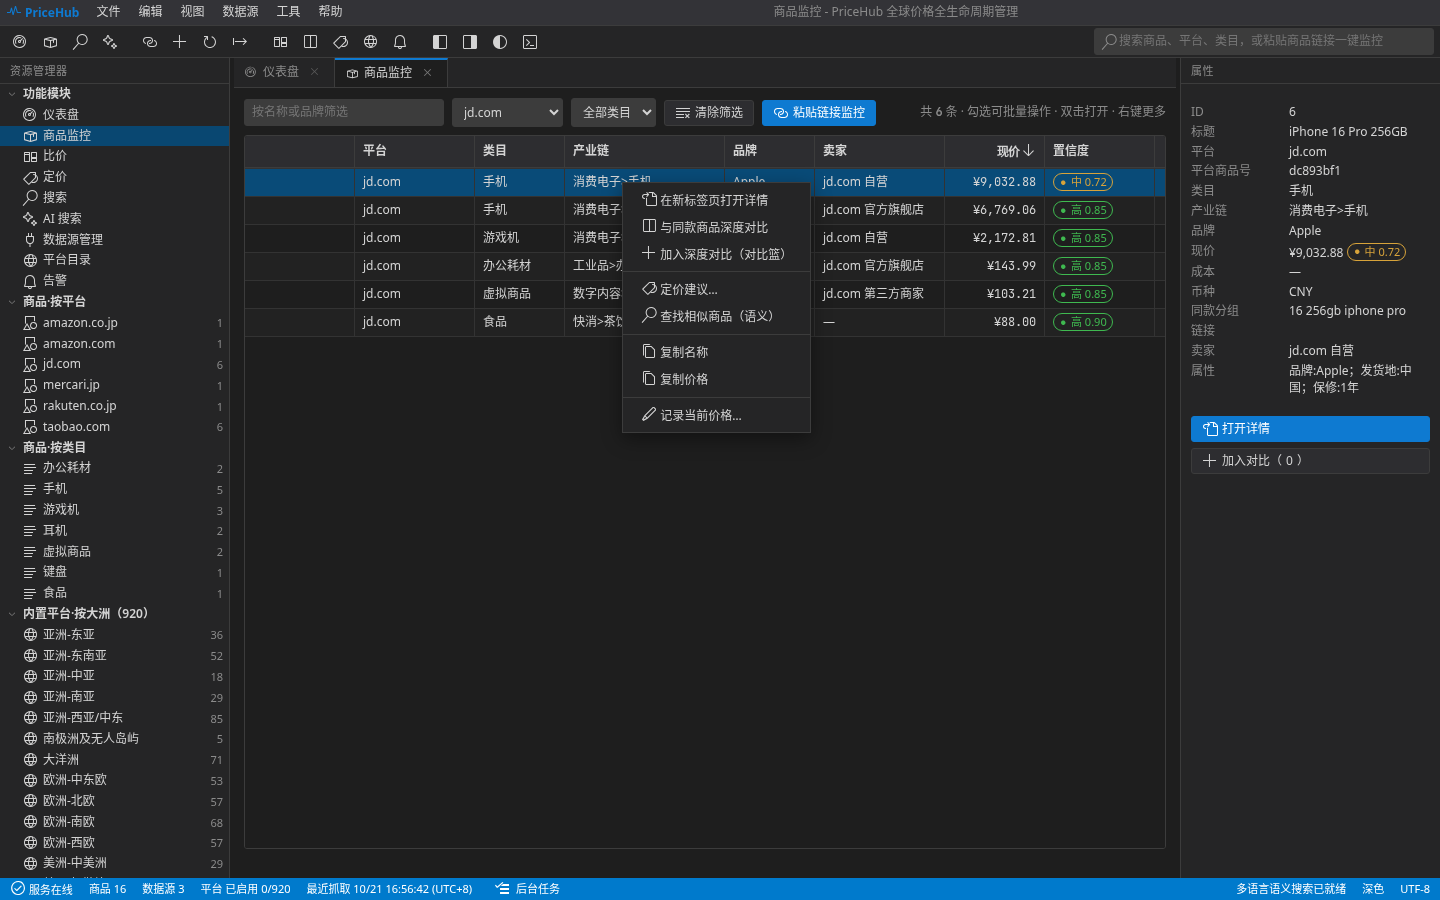 PriceHub 文件 编辑 视图 数据源 工具 帮助
商品监控 - PriceHub 全球价格全生命周期管理
搜索商品、平台、类目，或粘贴商品链接一键监控
资源管理器
功能模块
仪表盘
商品监控
比价
定价
搜索
AI 搜索
数据源管理
平台目录
告警
商品·按平台
amazon.co.jp 1
amazon.com 1
jd.com 6
mercari.jp 1
rakuten.co.jp 1
taobao.com 6
商品·按类目
办公耗材 2
手机 5
游戏机 3
耳机 2
虚拟商品 2
键盘 1
食品 1
内置平台·按大洲（920）
亚洲-东亚 36
亚洲-东南亚 52
亚洲-中亚 18
亚洲-南亚 29
亚洲-西亚/中东 85
南极洲及无人岛屿 5
大洋洲 71
欧洲-中东欧 53
欧洲-北欧 57
欧洲-南欧 68
欧洲-西欧 57
美洲-中美洲 29
仪表盘 商品监控
按名称或品牌筛选 jd.com 全部类目 清除筛选 粘贴链接监控 共 6 条 · 勾选可批量操作 · 双击打开 · 右键更多
平台 类目 产业链 品牌 卖家 现价 置信度
jd.com 手机 消费电子>手机 Apple jd.com 自营 ¥9,032.88 中 0.72
jd.com 手机 消费电子 jd.com 官方旗舰店 ¥6,769.06 高 0.85
jd.com 游戏机 消费电子 jd.com 自营 ¥2,172.81 高 0.85
jd.com 办公耗材 工业品>办 jd.com 官方旗舰店 ¥143.99 高 0.85
jd.com 虚拟商品 数字内容 jd.com 第三方商家 ¥103.21 高 0.85
jd.com 食品 快消>茶饮 — ¥88.00 高 0.90
在新标签页打开详情
与同款商品深度对比
加入深度对比（对比篮）
定价建议…
查找相似商品（语义）
复制名称
复制价格
记录当前价格…
属性
ID 6
标题 iPhone 16 Pro 256GB
平台 jd.com
平台商品号 dc893bf1
类目 手机
产业链 消费电子>手机
品牌 Apple
现价 ¥9,032.88 中 0.72
成本 —
币种 CNY
同款分组 16 256gb iphone pro
链接
卖家 jd.com 自营
属性 品牌:Apple；发货地:中
国；保修:1年
打开详情
加入对比（ 0 ）
服务在线 商品 16 数据源 3 平台 已启用 0/920 最近抓取 10/21 16:56:42 (UTC+8) 后台任务 多语言语义搜索已就绪 深色 UTF-8